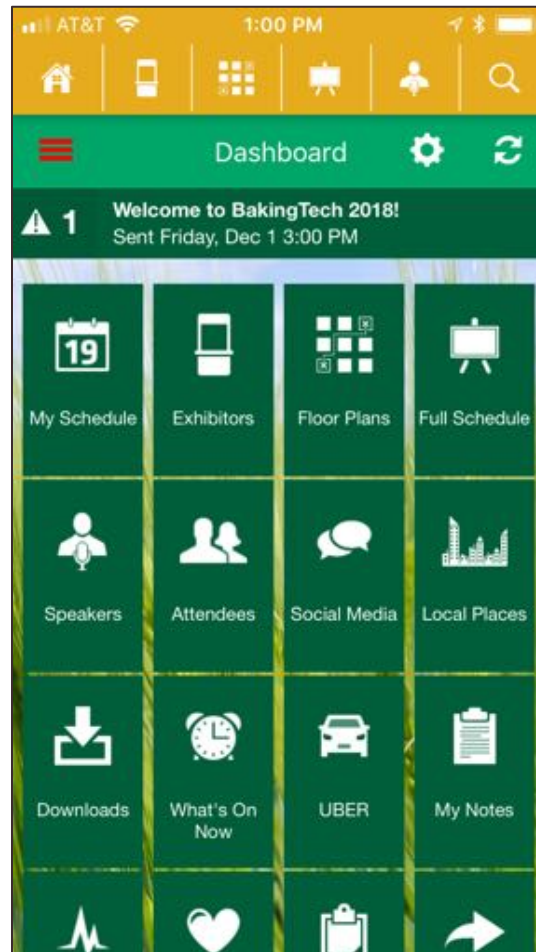 AT&T 1:00 PM
Dashboard
1 Welcome to BakingTech 2018!
Sent Friday, Dec 1 3:00 PM
19
My Schedule Exhibitors Floor Plans Full Schedule
Speakers Attendees Social Media Local Places
Downloads What's On Now UBER My Notes